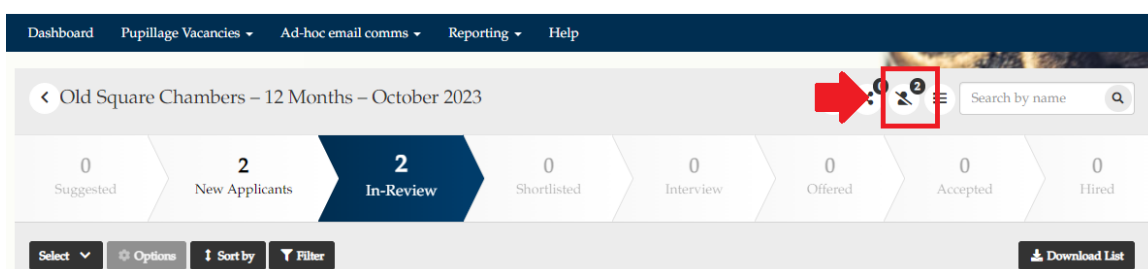 Dashboard Pupillage Vacancies Ad-hoc email comms Reporting Help
Old Square Chambers – 12 Months – October 2023 2 Search by name
0 2 2 0 0 0 0 0
Suggested New Applicants In-Review Shortlisted Interview Offered Accepted Hired
Select Options Sort by Filter Download List